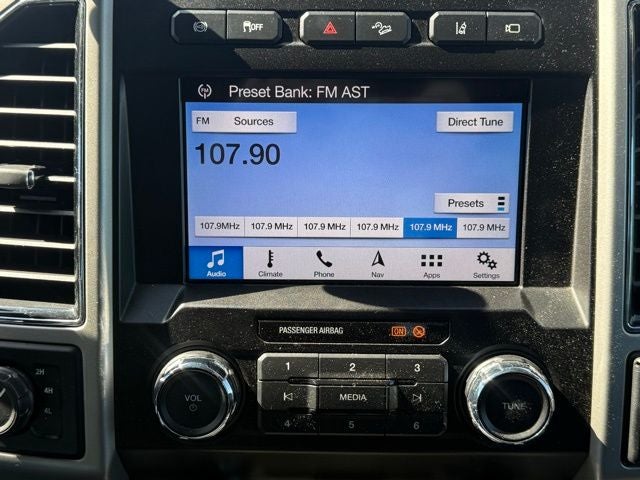 OFF
FM Preset Bank: FM AST
FM Sources Direct Tune
107.90
Presets
107.9MHz 107.9 MHz 107.9 MHz 107.9 MHz 107.9 MHz 107.9 MHz
Audio Climate Phone Nav Apps Settings
PASSENGER AIRBAG ON
1 2 3
VOL MEDIA TUNE
4 5 6
2H
4H
4L